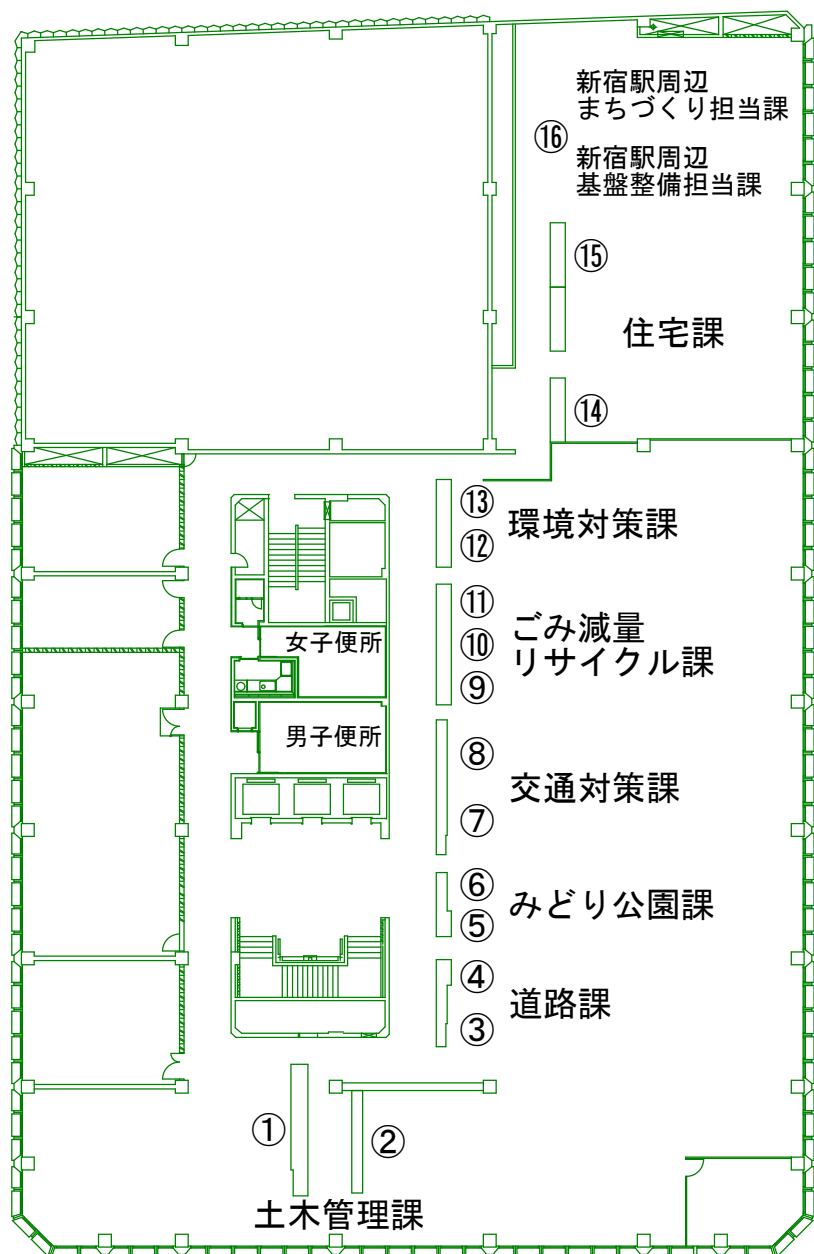 新宿駅周辺
まちづくり担当課
⑯
新宿駅周辺
基盤整備担当課
⑮
住宅課
⑭
⑬
環境対策課
⑫
⑪
ごみ減量
リサイクル課
⑩
⑨
女子便所
男子便所
⑧
交通対策課
⑦
⑥
みどり公園課
⑤
④
道路課
③
①
②
土木管理課